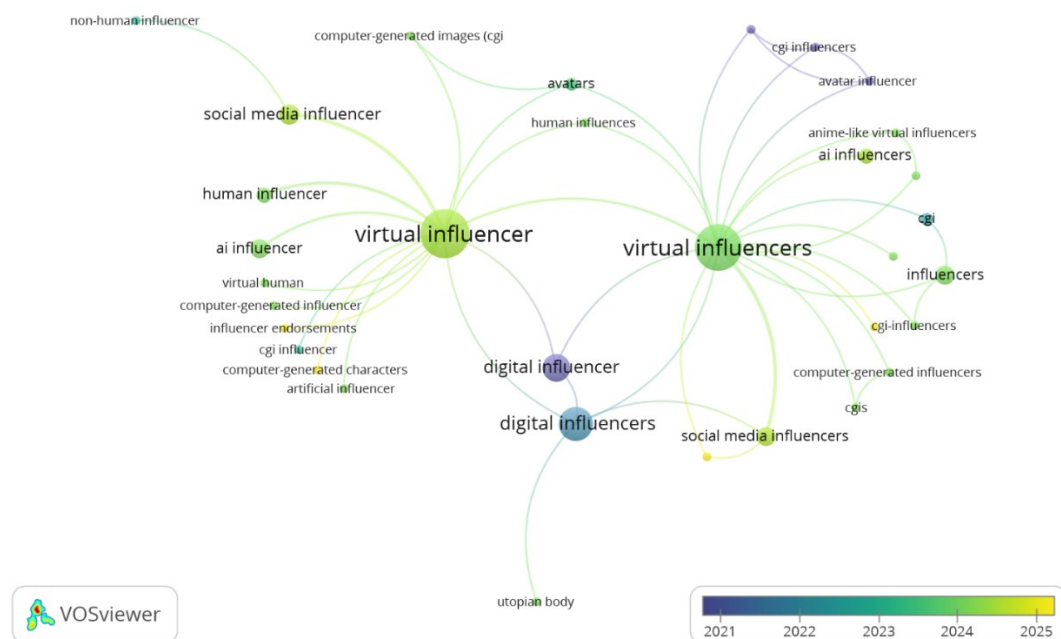 non-human influencer
computer-generated images (cgi
cgi influencers
avatars
avatar influencer
social media influencer
human influences
anime-like virtual influencers
ai influencers
human influencer
cgi
virtual influencer
virtual influencers
ai influencer
influencers
virtual human
computer-generated influencer
influencer endorsements
cgi-influencers
cgi influencer
digital influencer
computer-generated characters
computer-generated influencers
artificial influencer
cgis
digital influencers
social media influencers
utopian body
VOSviewer
2021 2022 2023 2024 2025